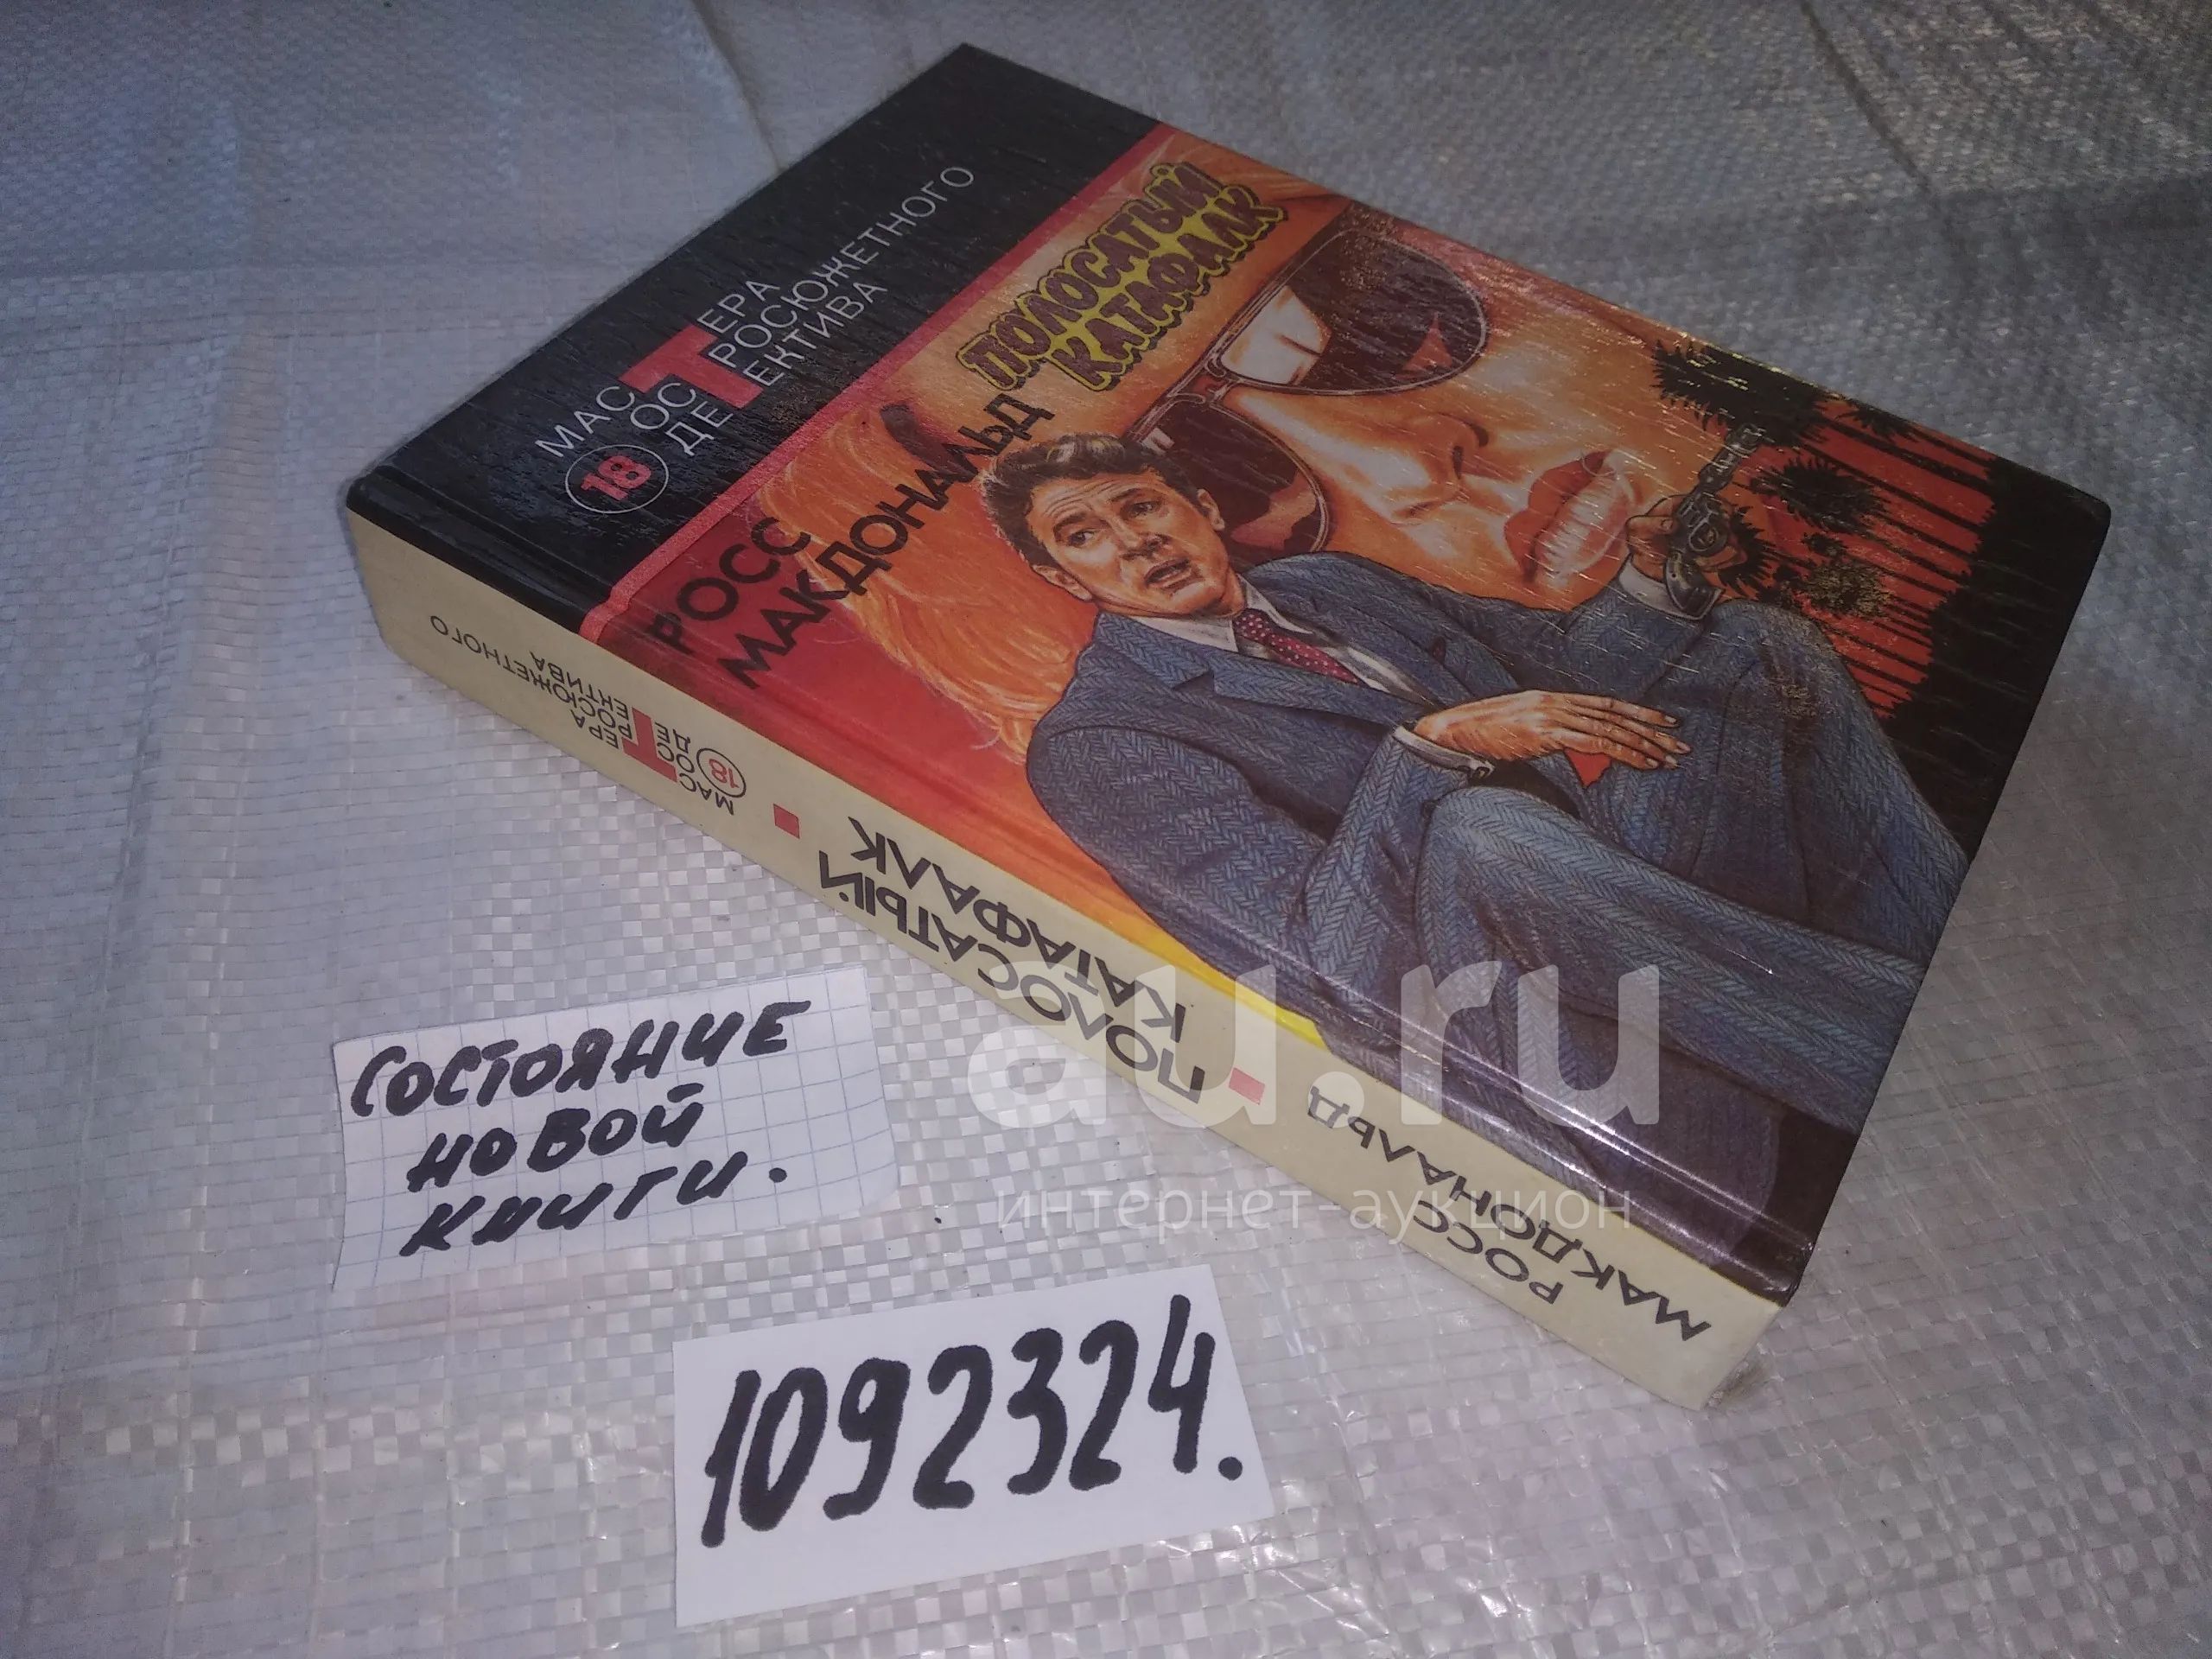 МАСТЕРА
ОСТРОСЮЖЕТНОГО
ДЕТЕКТИВА
18
РОСС
МАКДОНАЛЬД
ПОЛОСАТЫЙ
КАТАФАЛК
МАСТЕРА
ОСТРОСЮЖЕТНОГО
ДЕТЕКТИВА
18
ПОЛОСАТЫЙ
КАТАФАЛК
РОСС
МАКДОНАЛЬД
au.ru
интернет-аукцион
СОСТОЯНИЕ
НОВОЙ
КНИГИ.
1092324.